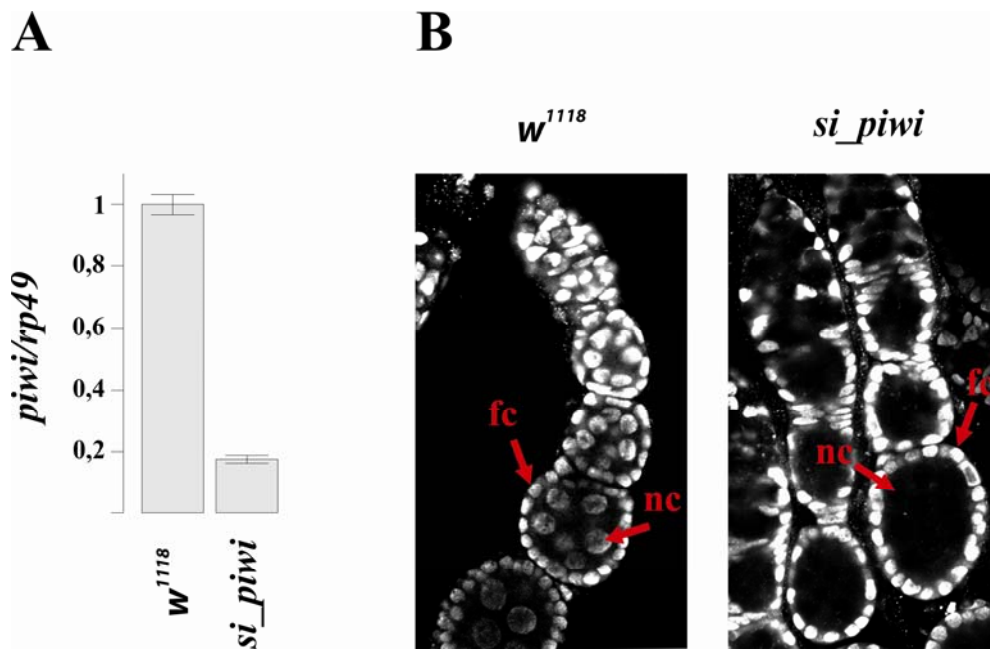 A
B
w1118
si_piwi
piwi/rp49
1
0,8
0,6
0,4
0,2
w1118
si_piwi
fc
nc
fc
nc